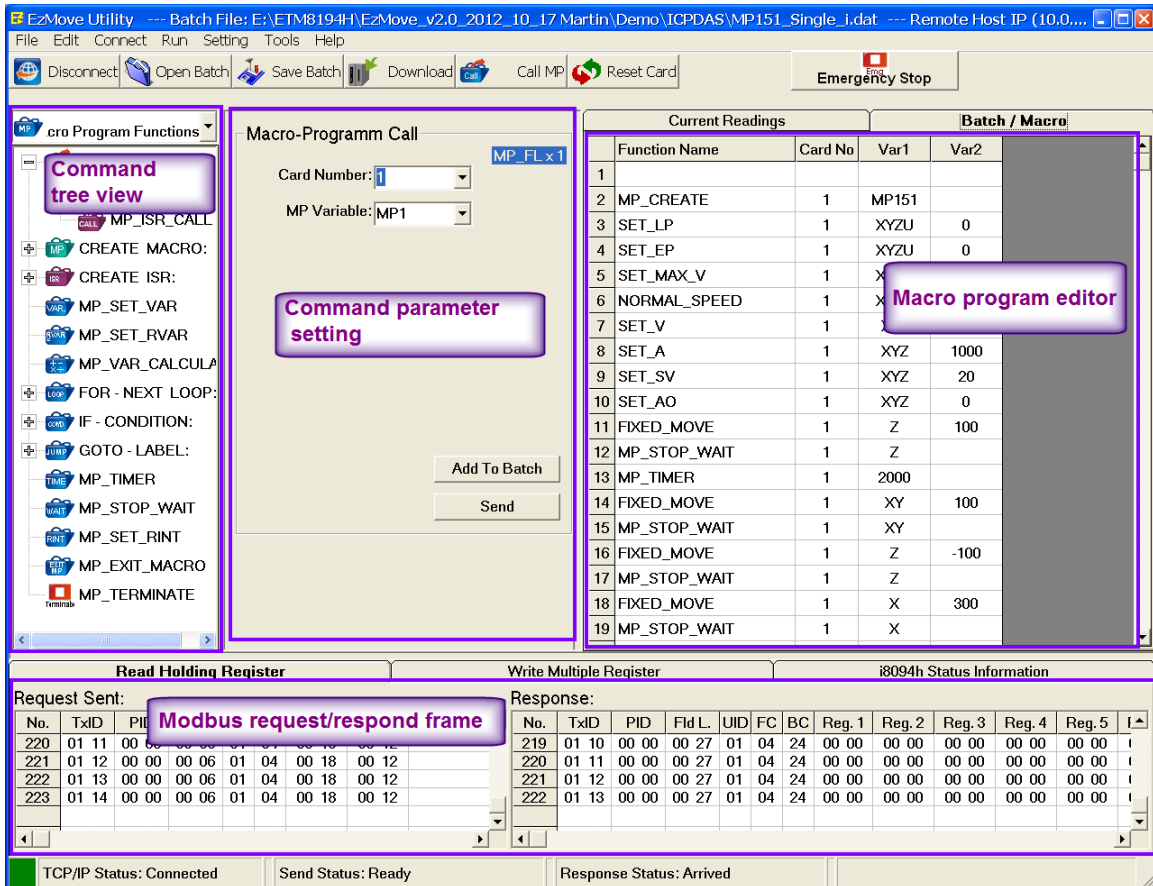 EzMove Utility --- Batch File: E:\ETM8194H\EzMove_v2.0_2012_10_17 Martin\Demo\ICPDAS\MP151_Single_i.dat --- Remote Host IP (10.0....
File Edit Connect Run Setting Tools Help
Disconnect Open Batch Save Batch Download Call MP Reset Card Emergency Stop
cro Program Functions
Command
tree view
MP_ISR_CALL
CREATE MACRO:
CREATE ISR:
MP_SET_VAR
MP_SET_RVAR
MP_VAR_CALCULA
FOR - NEXT LOOP:
IF - CONDITION:
GOTO - LABEL:
MP_TIMER
MP_STOP_WAIT
MP_SET_RINT
MP_EXIT_MACRO
MP_TERMINATE
Macro-Programm Call
MP_FL x 1
Card Number: 1
MP Variable: MP1
Command parameter
setting
Add To Batch
Send
Current Readings Batch / Macro
Function Name Card No Var1 Var2
1
2 MP_CREATE 1 MP151
3 SET_LP 1 XYZU 0
4 SET_EP 1 XYZU 0
5 SET_MAX_V 1
6 NORMAL_SPEED 1
7 SET_V 1
8 SET_A 1 XYZ 1000
9 SET_SV 1 XYZ 20
10 SET_AO 1 XYZ 0
11 FIXED_MOVE 1 Z 100
12 MP_STOP_WAIT 1 Z
13 MP_TIMER 1 2000
14 FIXED_MOVE 1 XY 100
15 MP_STOP_WAIT 1 XY
16 FIXED_MOVE 1 Z -100
17 MP_STOP_WAIT 1 Z
18 FIXED_MOVE 1 X 300
19 MP_STOP_WAIT 1 X
Macro program editor
Read Holding Register Write Multiple Register i8094h Status Information
Request Sent:
Modbus request/respond frame
No. TxID
220 01 11
221 01 12 00 00 00 06 01 04 00 18 00 12
222 01 13 00 00 00 06 01 04 00 18 00 12
223 01 14 00 00 00 06 01 04 00 18 00 12
Response:
No. TxID PID Fld L. UID FC BC Reg. 1 Reg. 2 Reg. 3 Reg. 4 Reg. 5
219 01 10 00 00 00 27 01 04 24 00 00 00 00 00 00 00 00 00 00
220 01 11 00 00 00 27 01 04 24 00 00 00 00 00 00 00 00 00 00
221 01 12 00 00 00 27 01 04 24 00 00 00 00 00 00 00 00 00 00
222 01 13 00 00 00 27 01 04 24 00 00 00 00 00 00 00 00 00 00
TCP/IP Status: Connected Send Status: Ready Response Status: Arrived